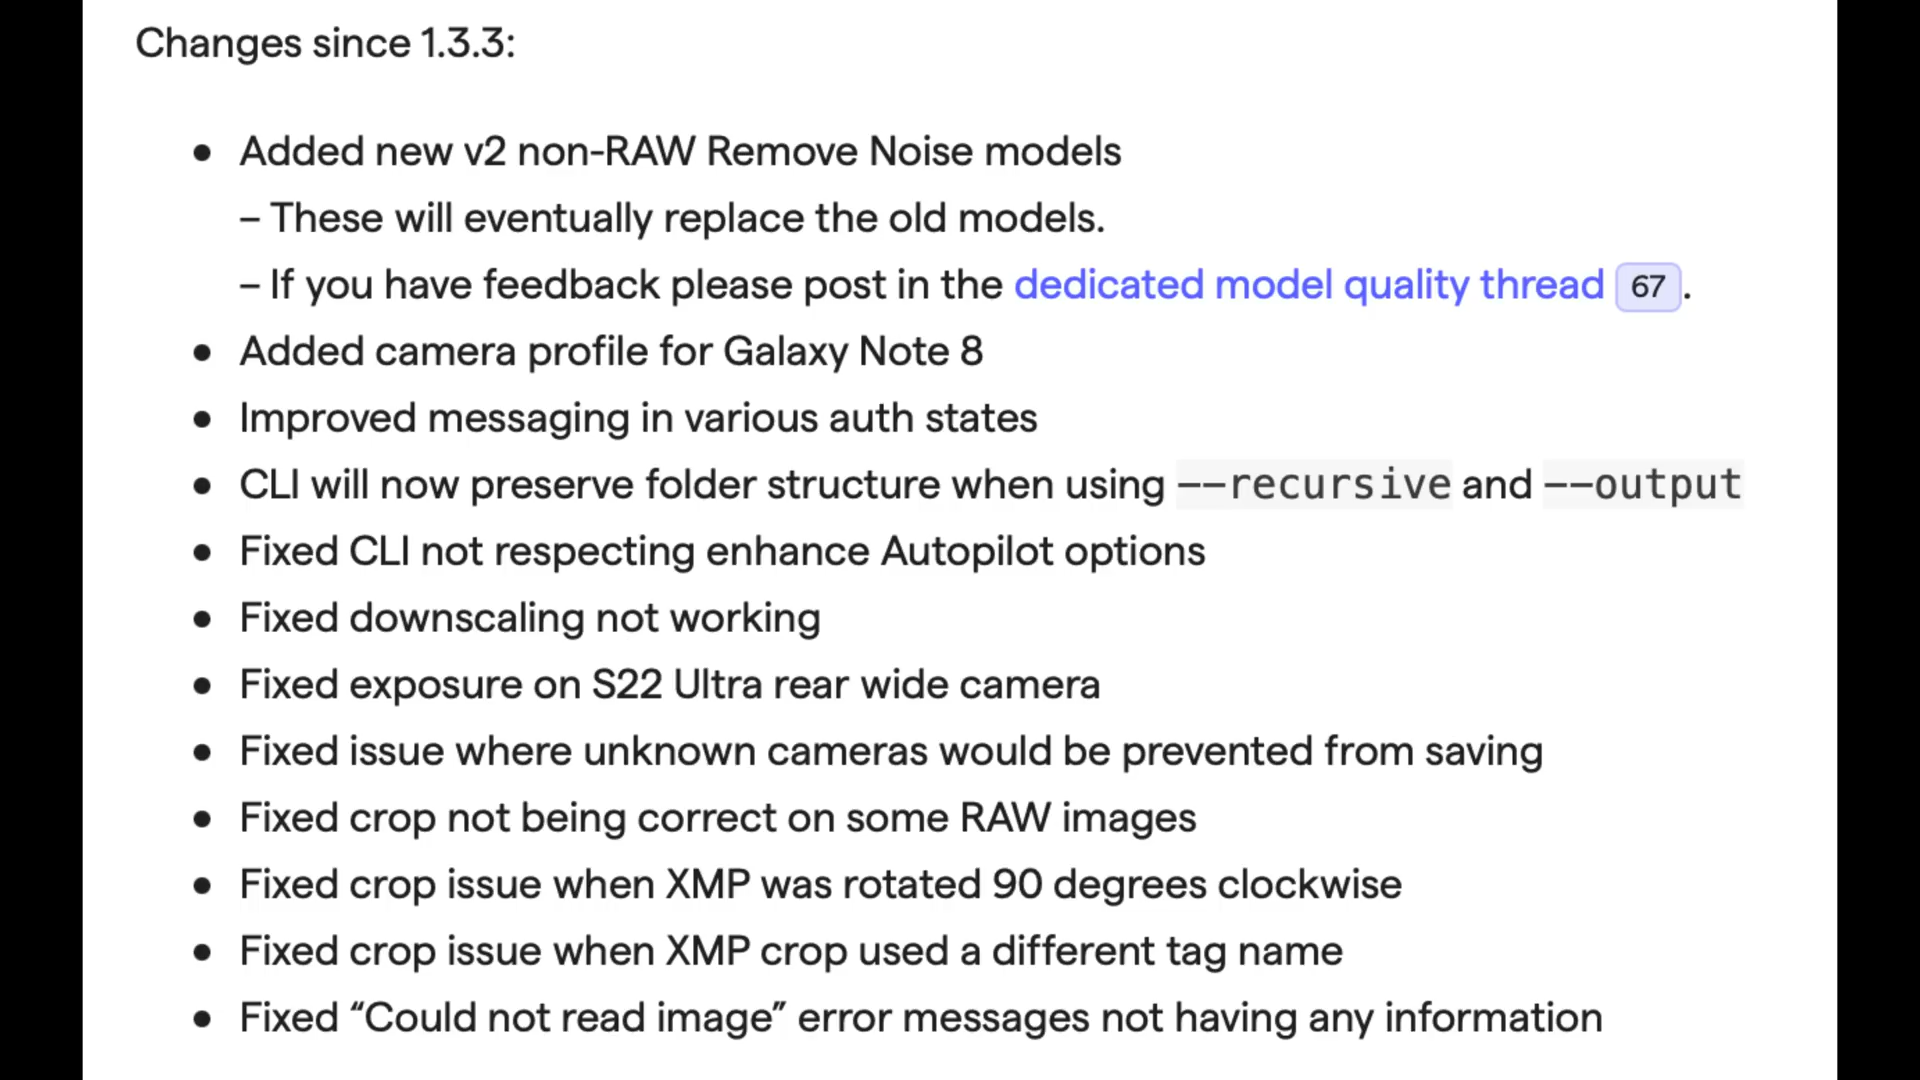 Changes since 1.3.3:
• Added new v2 non-RAW Remove Noise models
– These will eventually replace the old models.
– If you have feedback please post in the dedicated model quality thread 67.
• Added camera profile for Galaxy Note 8
• Improved messaging in various auth states
• CLI will now preserve folder structure when using --recursive and --output
• Fixed CLI not respecting enhance Autopilot options
• Fixed downscaling not working
• Fixed exposure on S22 Ultra rear wide camera
• Fixed issue where unknown cameras would be prevented from saving
• Fixed crop not being correct on some RAW images
• Fixed crop issue when XMP was rotated 90 degrees clockwise
• Fixed crop issue when XMP crop used a different tag name
• Fixed “Could not read image” error messages not having any information